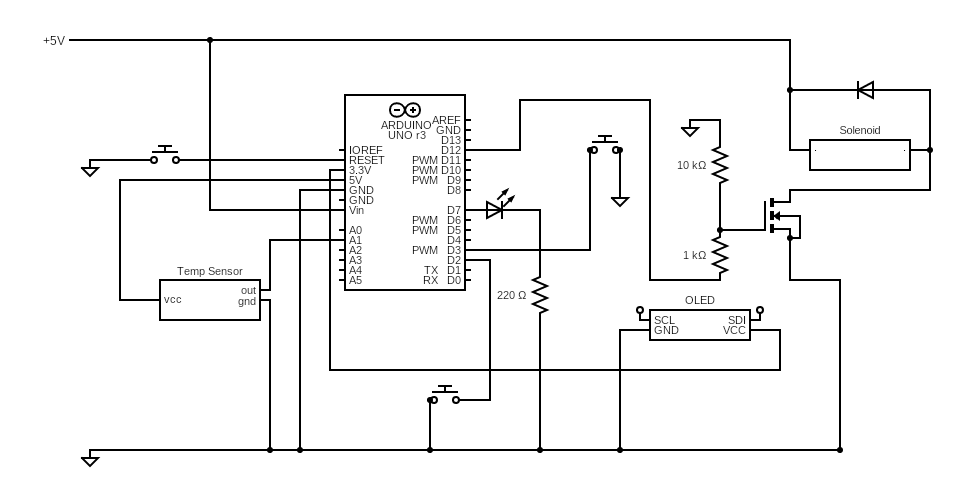 +5V
ARDUINO
UNO r3
IOREF
RESET
3.3V
5V
GND
GND
Vin
A0
A1
A2
A3
A4
A5
AREF
GND
D13
D12
PWM D11
PWM D10
PWM D9
D8
D7
PWM D6
PWM D5
D4
PWM D3
D2
TX D1
RX D0
Temp Sensor
vcc
out
gnd
220 Ω
10 kΩ
1 kΩ
Solenoid
OLED
SCL SDI
GND VCC